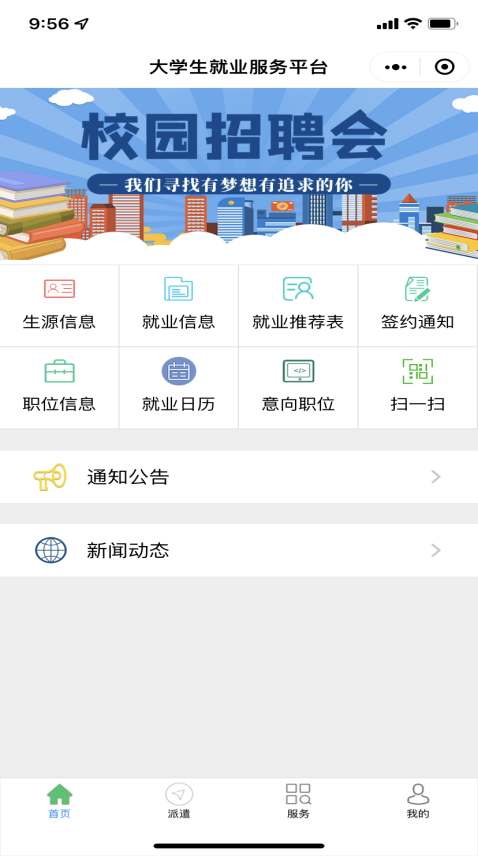 9:56
大学生就业服务平台
校园招聘会
我们寻找有梦想有追求的你
生源信息 就业信息 就业推荐表 签约通知
职位信息 就业日历 意向职位 扫一扫
通知公告
新闻动态
首页 派遣 服务 我的